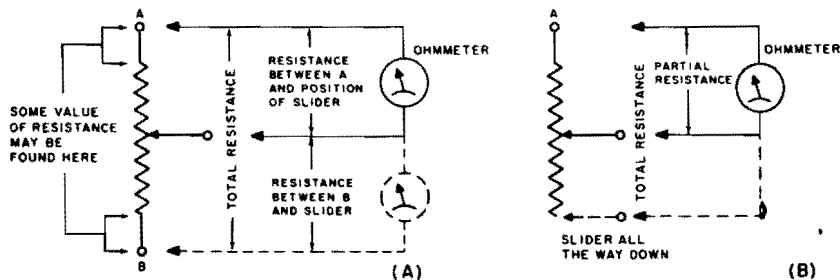 A
OHMMETER
RESISTANCE
BETWEEN A
AND POSITION
OF SLIDER
TOTAL RESISTANCE
SOME VALUE
OF RESISTANCE
MAY BE
FOUND HERE
RESISTANCE
BETWEEN B
AND SLIDER
B
(A)
A
OHMMETER
PARTIAL
RESISTANCE
TOTAL RESISTANCE
SLIDER ALL
THE WAY DOWN
(B)